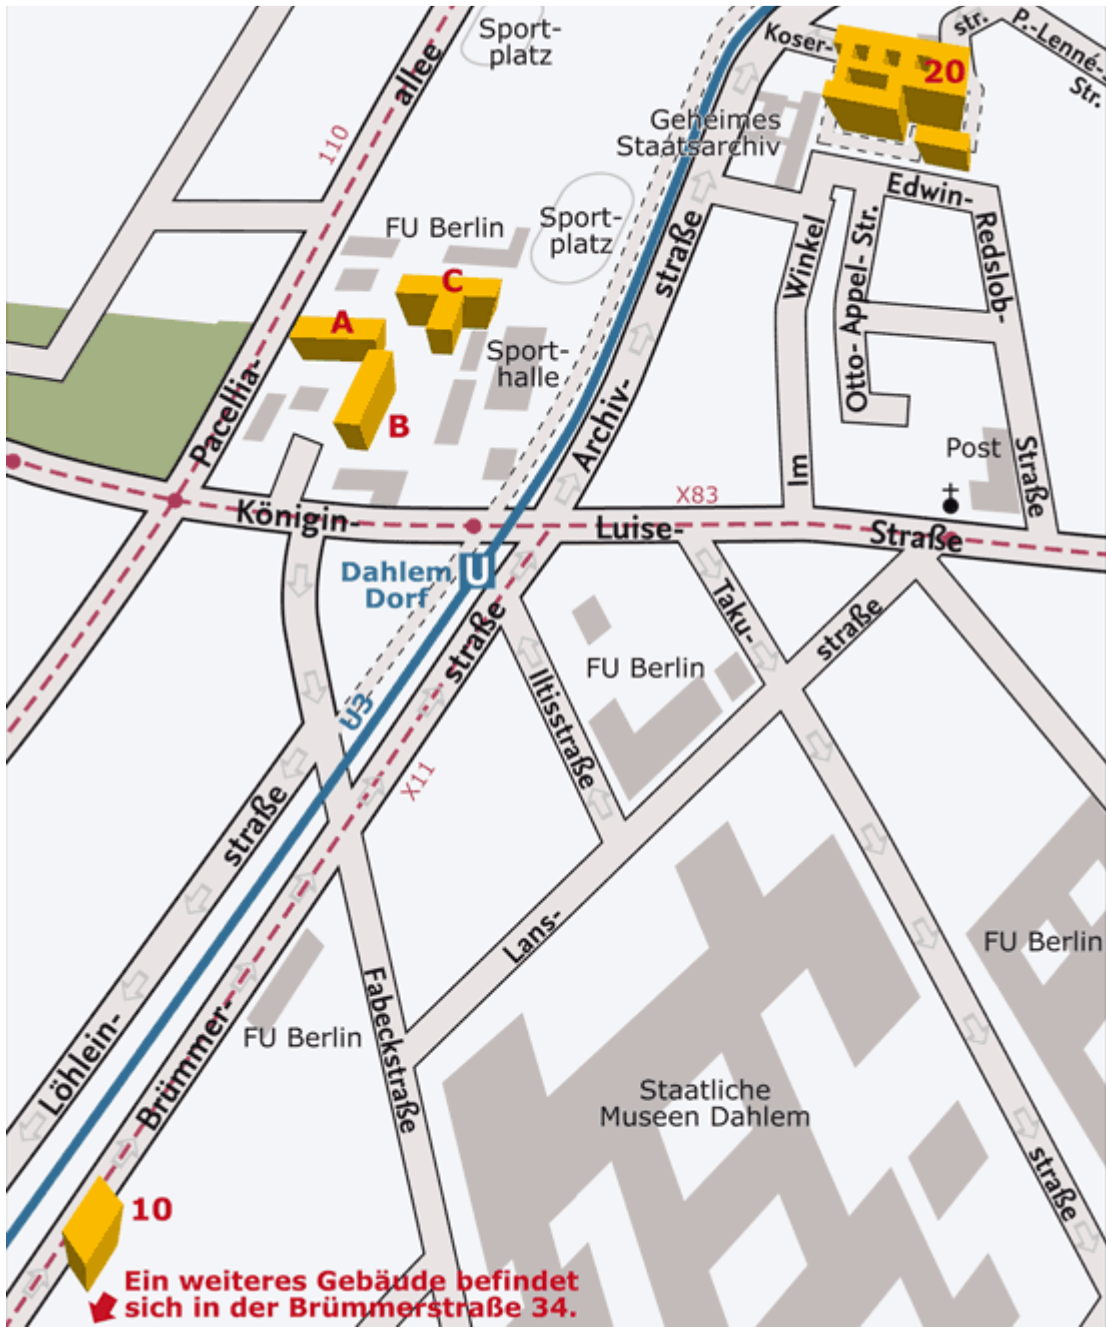 Sport-
platz
allee
110
Koser-
str.
P.-Lenné-
Str.
20
Geheimes
Staatsarchiv
Edwin-
Redslob-
Straße
FU Berlin
Sport-
platz
straße
Winkel
Im
Otto- Appel- Str.
C
A
B
Sport-
halle
Pacellia-
Archiv-
Post
X83
Königin-
Luise-
Straße
Dahlem
Dorf
U
straße
Taku-
straße
FU Berlin
Iltisstraße
U3
X11
straße
Lans-
FU Berlin
Fabeckstraße
FU Berlin
Löhlein-
Brümmer-
Staatliche
Museen Dahlem
straße
10
Ein weiteres Gebäude befindet
sich in der Brümmerstraße 34.